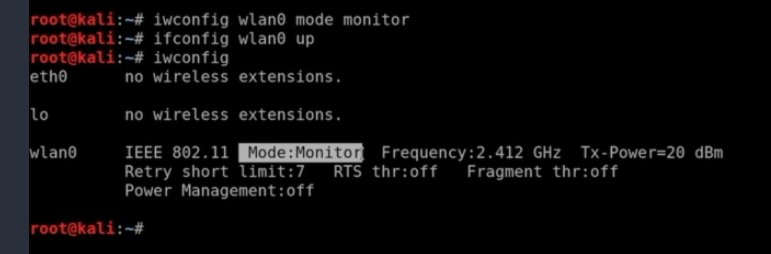 root@kali:~# iwconfig wlan0 mode monitor
root@kali:~# ifconfig wlan0 up
root@kali:~# iwconfig
eth0      no wireless extensions.
lo        no wireless extensions.
wlan0     IEEE 802.11  Mode:Monitor  Frequency:2.412 GHz  Tx-Power=20 dBm
          Retry short limit:7   RTS thr:off   Fragment thr:off
          Power Management:off
root@kali:~#